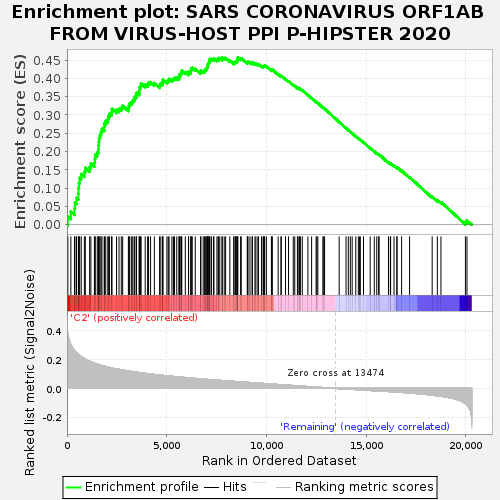 Enrichment plot: SARS CORONAVIRUS ORF1AB
FROM VIRUS-HOST PPI P-HIPSTER 2020
Enrichment score (ES)
0.45
0.40
0.35
0.30
0.25
0.20
0.15
0.10
0.05
0.00
'C2' (positively correlated)
Ranked list metric (Signal2Noise)
0.4
0.2
0.0
-0.2
Zero cross at 13474
'Remaining' (negatively correlated)
0
5,000
10,000
15,000
20,000
Rank in Ordered Dataset
Enrichment profile
Hits
Ranking metric scores